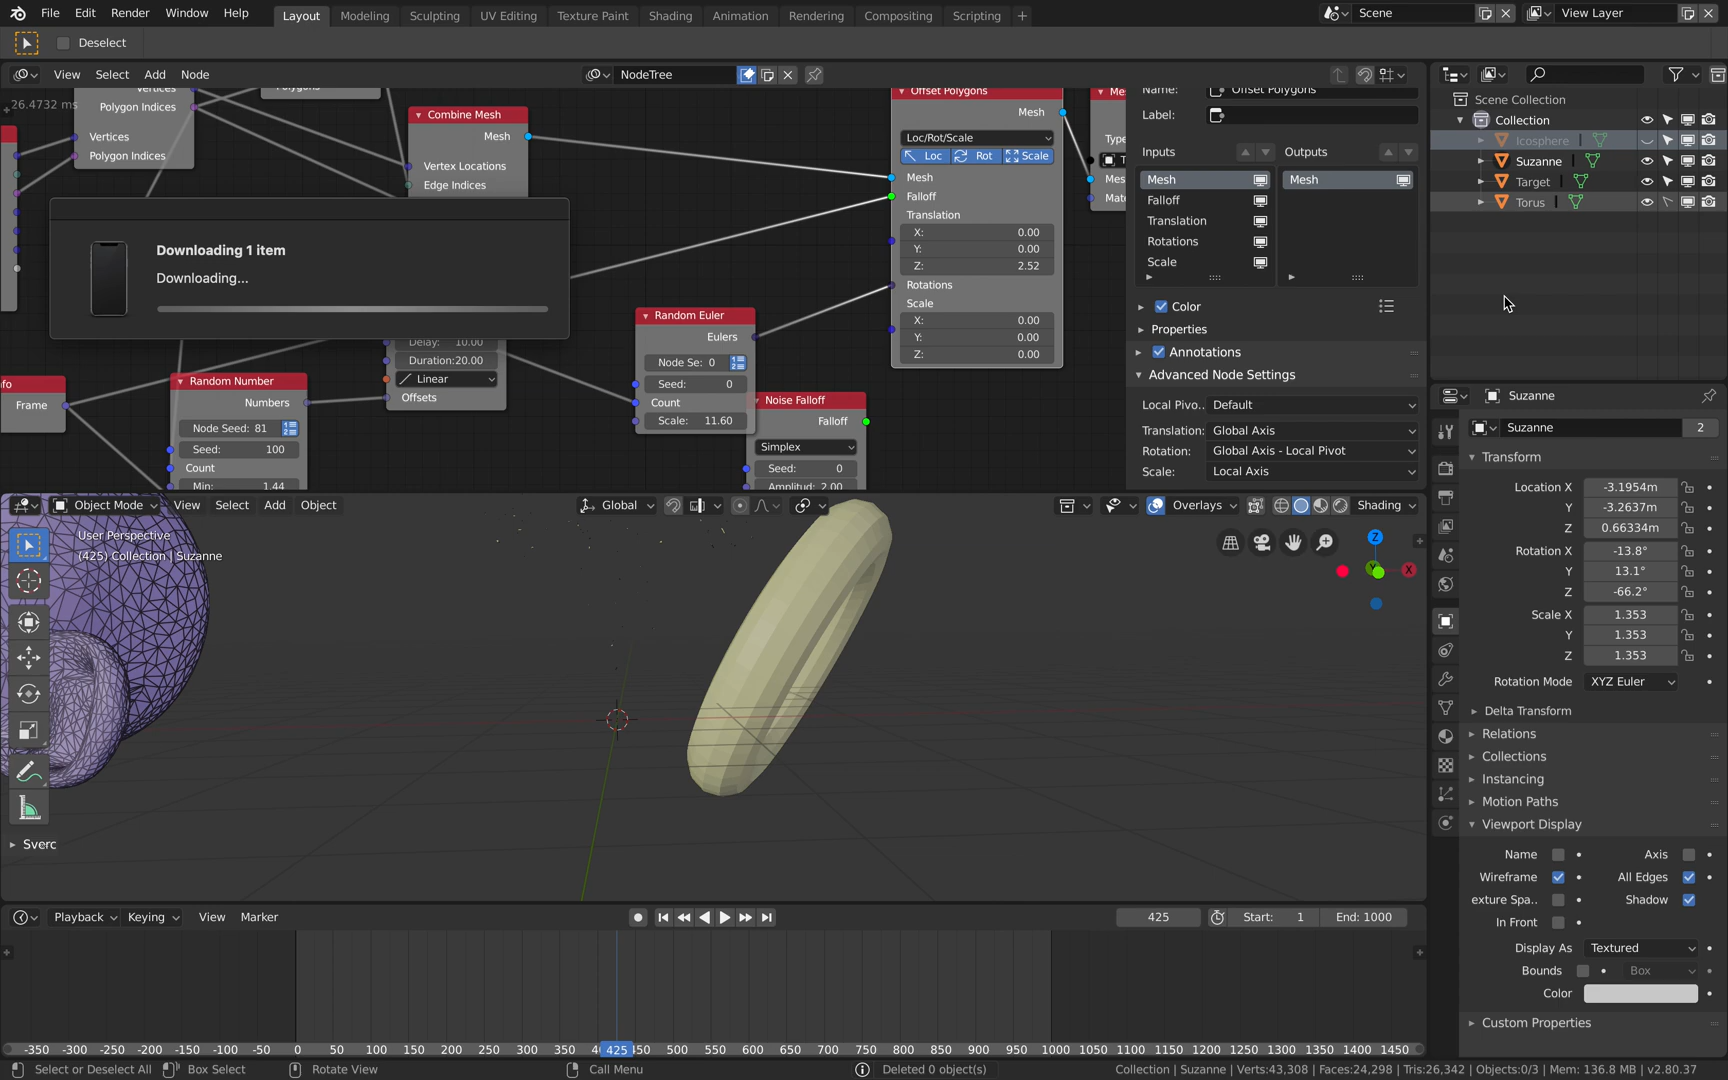 File Edit Render Window Help
Layout Modeling Sculpting UV Editing Texture Paint Shading Animation Rendering Compositing Scripting
Scene
View Layer
Deselect
View Select Add Node
NodeTree
26.4732 ms
Vertices
Polygon Indices
Vertices
Polygon Indices
Combine Mesh
Mesh
Vertex Locations
Edge Indices
Downloading 1 item
Downloading...
Offset Polygons
Mesh
Loc/Rot/Scale
Loc Rot Scale
Mesh
Falloff
Translation
X: 0.00
Y: 0.00
Z: 2.52
Rotations
Scale
X: 0.00
Y: 0.00
Z: 0.00
Me
Type
T
Mes
Mate
Delay: 10.00
Duration:20.00
Linear
Offsets
fo
Frame
Random Number
Numbers
Node Seed: 81
Seed: 100
Count
Min: 1.44
Random Euler
Eulers
Node Se: 0
Seed: 0
Count
Scale: 11.60
Noise Falloff
Falloff
Simplex
Seed: 0
Amplitud: 2.00
Name: Offset Polygons
Label:
Inputs Outputs
Mesh
Falloff
Translation
Rotations
Scale
Mesh
Color
Properties
Annotations
Advanced Node Settings
Local Pivo.. Default
Translation: Global Axis
Rotation: Global Axis - Local Pivot
Scale: Local Axis
Scene Collection
Collection
Icosphere
Suzanne
Target
Torus
Suzanne
Suzanne 2
Transform
Location X -3.1954m
Y -3.2637m
Z 0.66334m
Rotation X -13.8°
Y 13.1°
Z -66.2°
Scale X 1.353
Y 1.353
Z 1.353
Rotation Mode XYZ Euler
Delta Transform
Relations
Collections
Instancing
Motion Paths
Viewport Display
Name Axis
Wireframe All Edges
exture Spa.. Shadow
In Front
Display As Textured
Bounds Box
Color
Custom Properties
Object Mode View Select Add Object
Global
Overlays
Shading
User Perspective
(425) Collection | Suzanne
Z
X
Y
Sverc
Playback Keying View Marker
425
Start: 1
End: 1000
-350 -300 -250 -200 -150 -100 -50 0 50 100 150 200 250 300 350 4 425 450 500 550 600 650 700 750 800 850 900 950 1000 1050 1100 1150 1200 1250 1300 1350 1400 1450
Select or Deselect All Box Select Rotate View Call Menu
Deleted 0 object(s)
Collection | Suzanne | Verts:43,308 | Faces:24,298 | Tris:26,342 | Objects:0/3 | Mem: 136.8 MB | v2.80.37